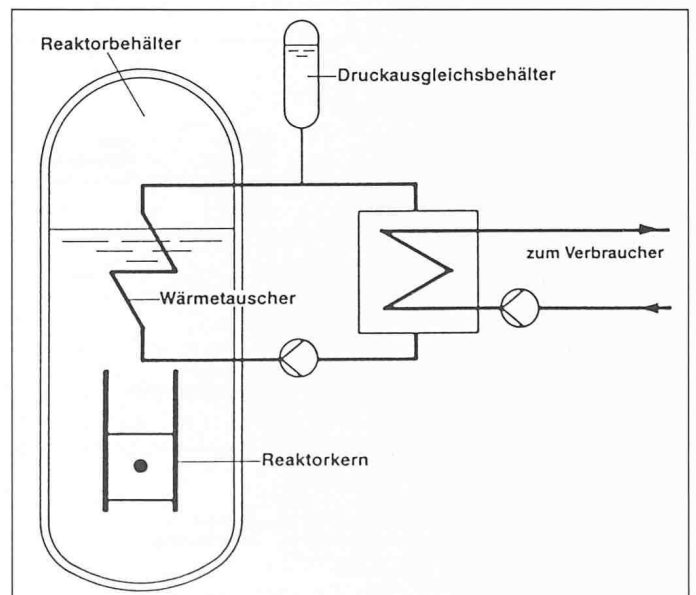 Reaktorbehälter
Druckausgleichsbehälter
zum Verbraucher
Wärmetauscher
Reaktorkern